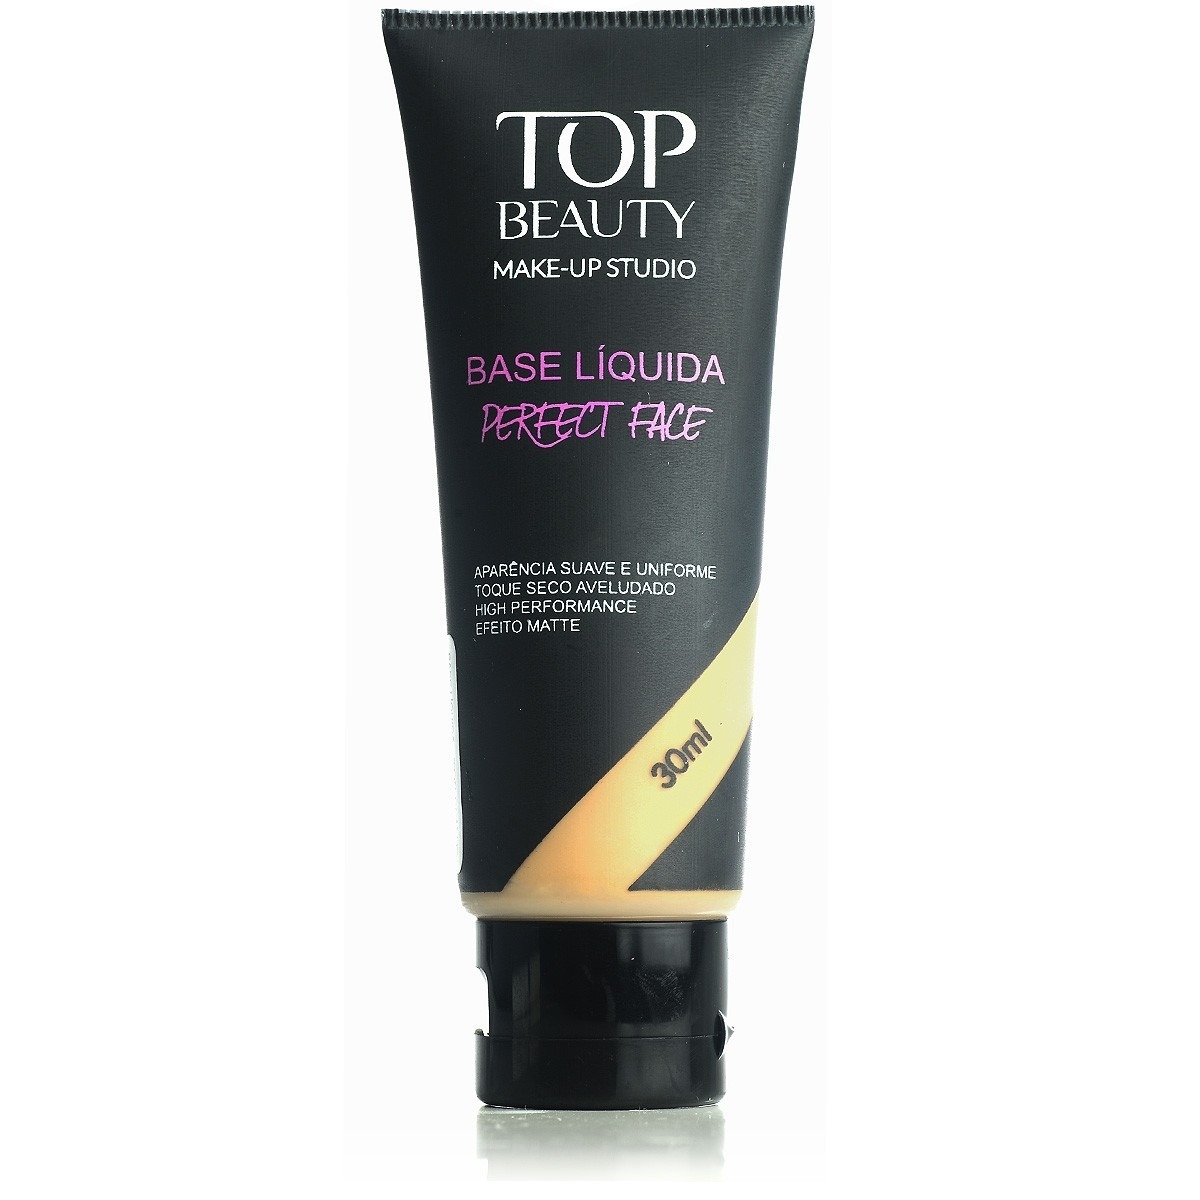 TOP
BEAUTY
MAKE-UP STUDIO
BASE LÍQUIDA
PERFECT FACE
APARÊNCIA SUAVE E UNIFORME
TOQUE SECO AVELUDADO
HIGH PERFORMANCE
EFEITO MATTE
30ml